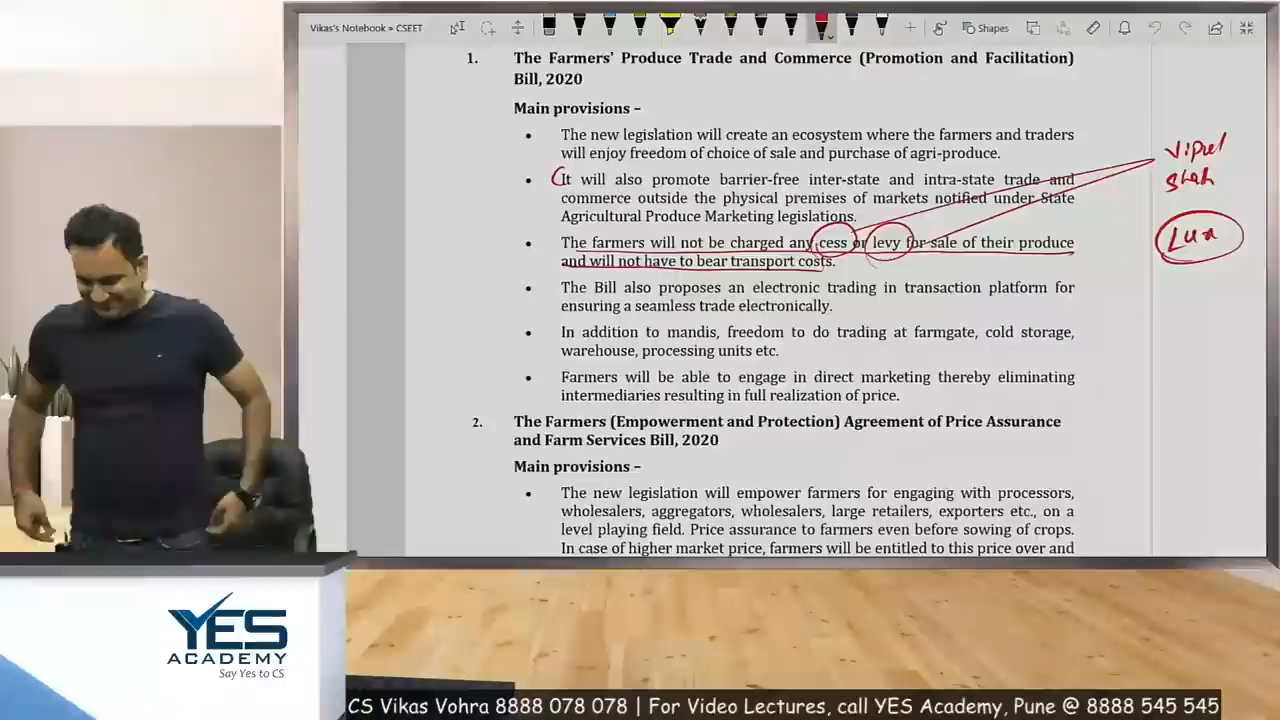 Vikas's Notebook » CSEET
Shapes
1. The Farmers' Produce Trade and Commerce (Promotion and Facilitation)
Bill, 2020
Main provisions –
• The new legislation will create an ecosystem where the farmers and traders
will enjoy freedom of choice of sale and purchase of agri-produce.
• It will also promote barrier-free inter-state and intra-state trade and
commerce outside the physical premises of markets notified under State
Agricultural Produce Marketing legislations.
• The farmers will not be charged any cess or levy for sale of their produce
and will not have to bear transport costs.
• The Bill also proposes an electronic trading in transaction platform for
ensuring a seamless trade electronically.
• In addition to mandis, freedom to do trading at farmgate, cold storage,
warehouse, processing units etc.
• Farmers will be able to engage in direct marketing thereby eliminating
intermediaries resulting in full realization of price.
2. The Farmers (Empowerment and Protection) Agreement of Price Assurance
and Farm Services Bill, 2020
Main provisions –
• The new legislation will empower farmers for engaging with processors,
wholesalers, aggregators, wholesalers, large retailers, exporters etc., on a
level playing field. Price assurance to farmers even before sowing of crops.
In case of higher market price, farmers will be entitled to this price over and
Vipul
Shah
Lux
YES
ACADEMY
Say Yes to CS
CS Vikas Vohra 8888 078 078 | For Video Lectures, call YES Academy, Pune @ 8888 545 545